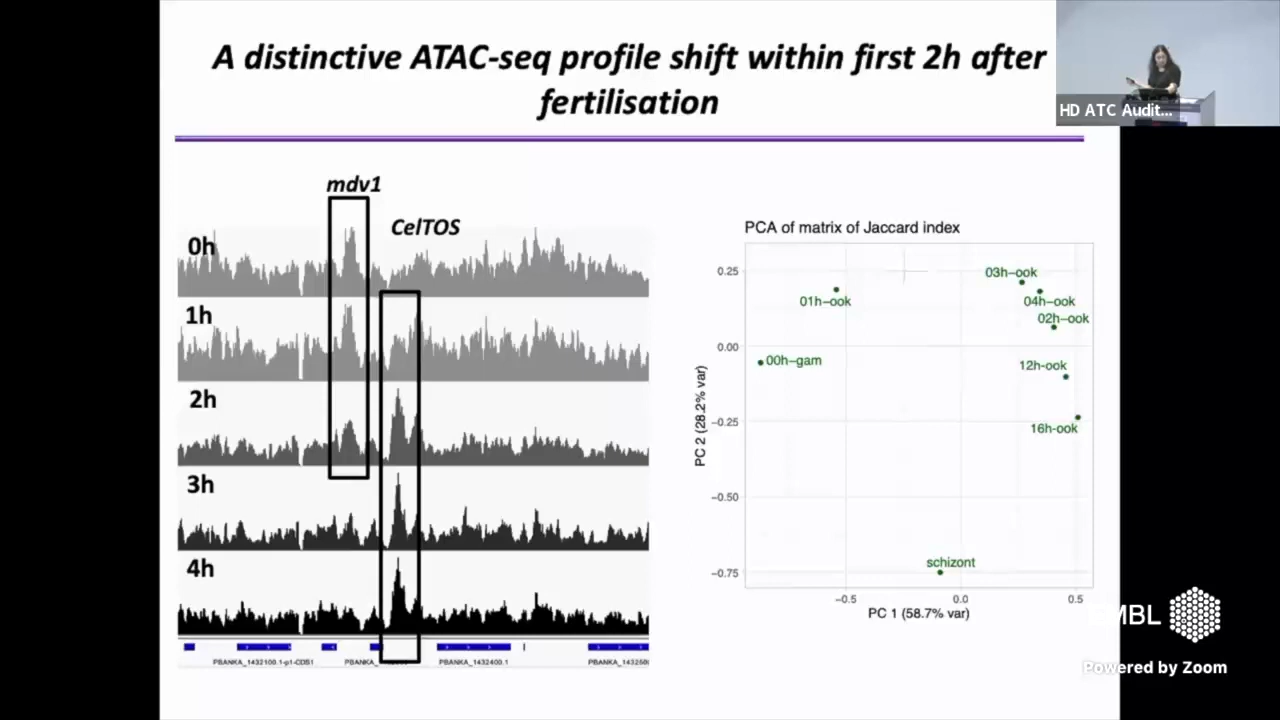 A distinctive ATAC-seq profile shift within first 2h after
fertilisation
HD ATC Audit...
mdv1
CelTOS
0h
1h
2h
3h
4h
PBANKA_1432100.1-p1-CDS1
PBANKA_1432400.1
PCA of matrix of Jaccard index
0.25
0.00
−0.25
−0.50
−0.75
PC 2 (28.2% var)
03h−ook
01h−ook
04h−ook
02h−ook
00h−gam
12h-ook
16h-ook
schizont
−0.5
0.0
0.5
PC 1 (58.7% var)
Powered by Zoom